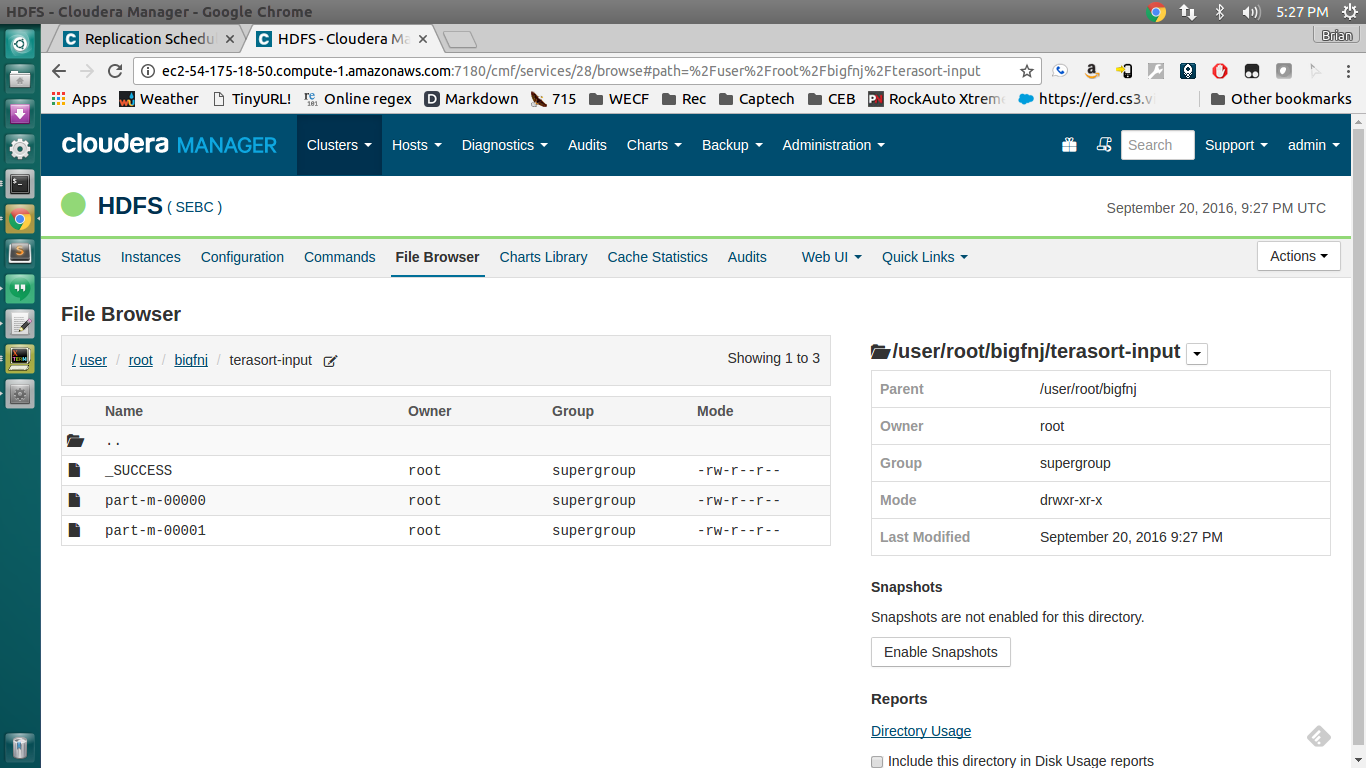 HDFS - Cloudera Manager - Google Chrome
5:27 PM
Replication Schedu
HDFS - Cloudera Ma
Brian
ec2-54-175-18-50.compute-1.amazonaws.com:7180/cmf/services/28/browse#path=%2Fuser%2Froot%2Fbigfnj%2Fterasort-input
Apps Weather TinyURL! Online regex Markdown 715 WECF Rec Captech CEB RockAuto Xtreme https://erd.cs3.v Other bookmarks
cloudera MANAGER Clusters Hosts Diagnostics Audits Charts Backup Administration Search Support admin
HDFS ( SEBC )
September 20, 2016, 9:27 PM UTC
Status Instances Configuration Commands File Browser Charts Library Cache Statistics Audits Web UI Quick Links Actions
File Browser
/ user / root / bigfnj / terasort-input
Showing 1 to 3
Name Owner Group Mode
..
_SUCCESS root supergroup -rw-r--r--
part-m-00000 root supergroup -rw-r--r--
part-m-00001 root supergroup -rw-r--r--
/user/root/bigfnj/terasort-input
Parent /user/root/bigfnj
Owner root
Group supergroup
Mode drwxr-xr-x
Last Modified September 20, 2016 9:27 PM
Snapshots
Snapshots are not enabled for this directory.
Enable Snapshots
Reports
Directory Usage
Include this directory in Disk Usage reports